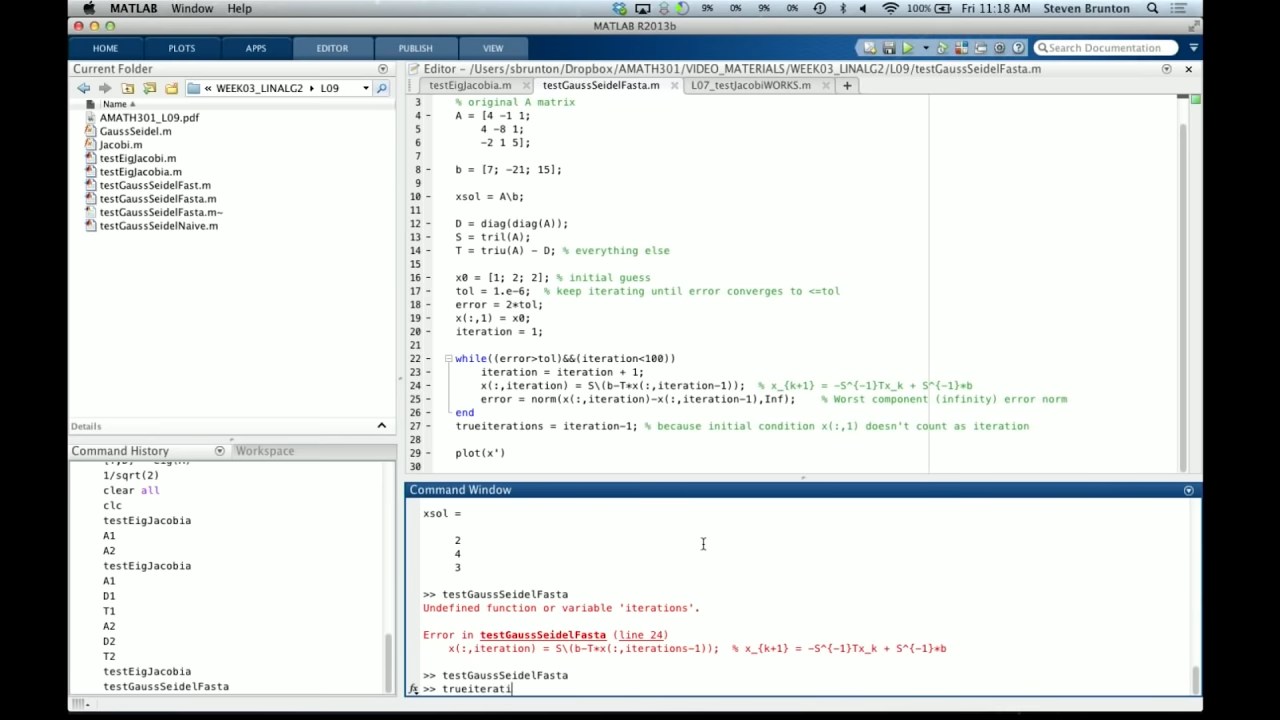 MATLAB Window Help 9% 0% 9% 0% 100% Fri 11:18 AM Steven Brunton
MATLAB R2013b
HOME PLOTS APPS EDITOR PUBLISH VIEW Search Documentation
Current Folder
« WEEK03_LINALG2 ▸ L09
Name
AMATH301_L09.pdf
GaussSeidel.m
Jacobi.m
testEigJacobi.m
testEigJacobia.m
testGaussSeidelFast.m
testGaussSeidelFasta.m
testGaussSeidelFasta.m~
testGaussSeidelNaive.m
Details
Command History Workspace
1/sqrt(2)
clear all
clc
testEigJacobia
A1
A2
testEigJacobia
A1
D1
T1
A2
D2
T2
testEigJacobia
testGaussSeidelFasta
Editor - /Users/sbrunton/Dropbox/AMATH301/VIDEO_MATERIALS/WEEK03_LINALG2/L09/testGaussSeidelFasta.m
testEigJacobia.m testGaussSeidelFasta.m L07_testJacobiWORKS.m
3 % original A matrix
4 - A = [4 -1 1;
5 4 -8 1;
6 -2 1 5];
7
8 - b = [7; -21; 15];
9
10 - xsol = A\b;
11
12 - D = diag(diag(A));
13 - S = tril(A);
14 - T = triu(A) - D; % everything else
15
16 - x0 = [1; 2; 2]; % initial guess
17 - tol = 1.e-6; % keep iterating until error converges to <=tol
18 - error = 2*tol;
19 - x(:,1) = x0;
20 - iteration = 1;
21
22 - while((error>tol)&&(iteration<100))
23 - iteration = iteration + 1;
24 - x(:,iteration) = S\(b-T*x(:,iteration-1)); % x_{k+1} = -S^{-1}Tx_k + S^{-1}*b
25 - error = norm(x(:,iteration)-x(:,iteration-1),Inf); % Worst component (infinity) error norm
26 - end
27 - trueiterations = iteration-1; % because initial condition x(:,1) doesn't count as iteration
28
29 - plot(x')
30
Command Window
xsol =
2
4
3
>> testGaussSeidelFasta
Undefined function or variable 'iterations'.
Error in testGaussSeidelFasta (line 24)
x(:,iteration) = S\(b-T*x(:,iterations-1)); % x_{k+1} = -S^{-1}Tx_k + S^{-1}*b
>> testGaussSeidelFasta
fx >> trueiterati